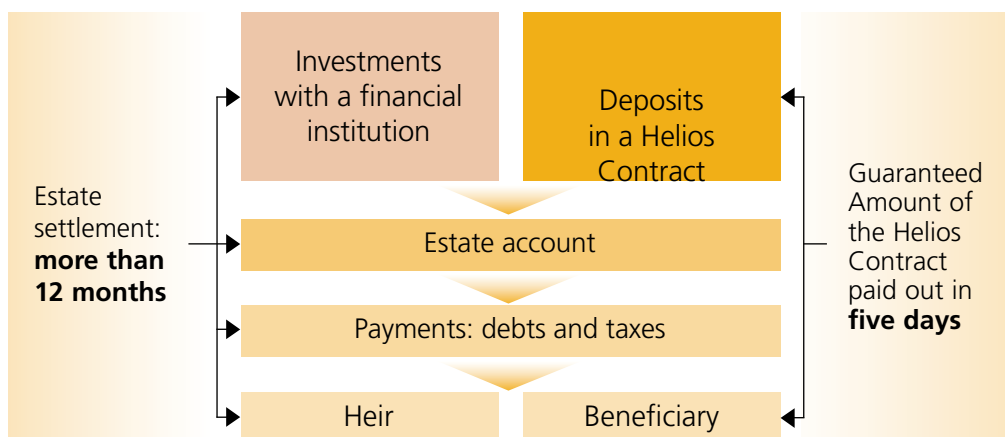 Estate
settlement:
more than
12 months
Investments
with a financial
institution
Deposits
in a Helios
Contract
Estate account
Payments: debts and taxes
Heir
Beneficiary
Guaranteed
Amount of
the Helios
Contract
paid out in
five days